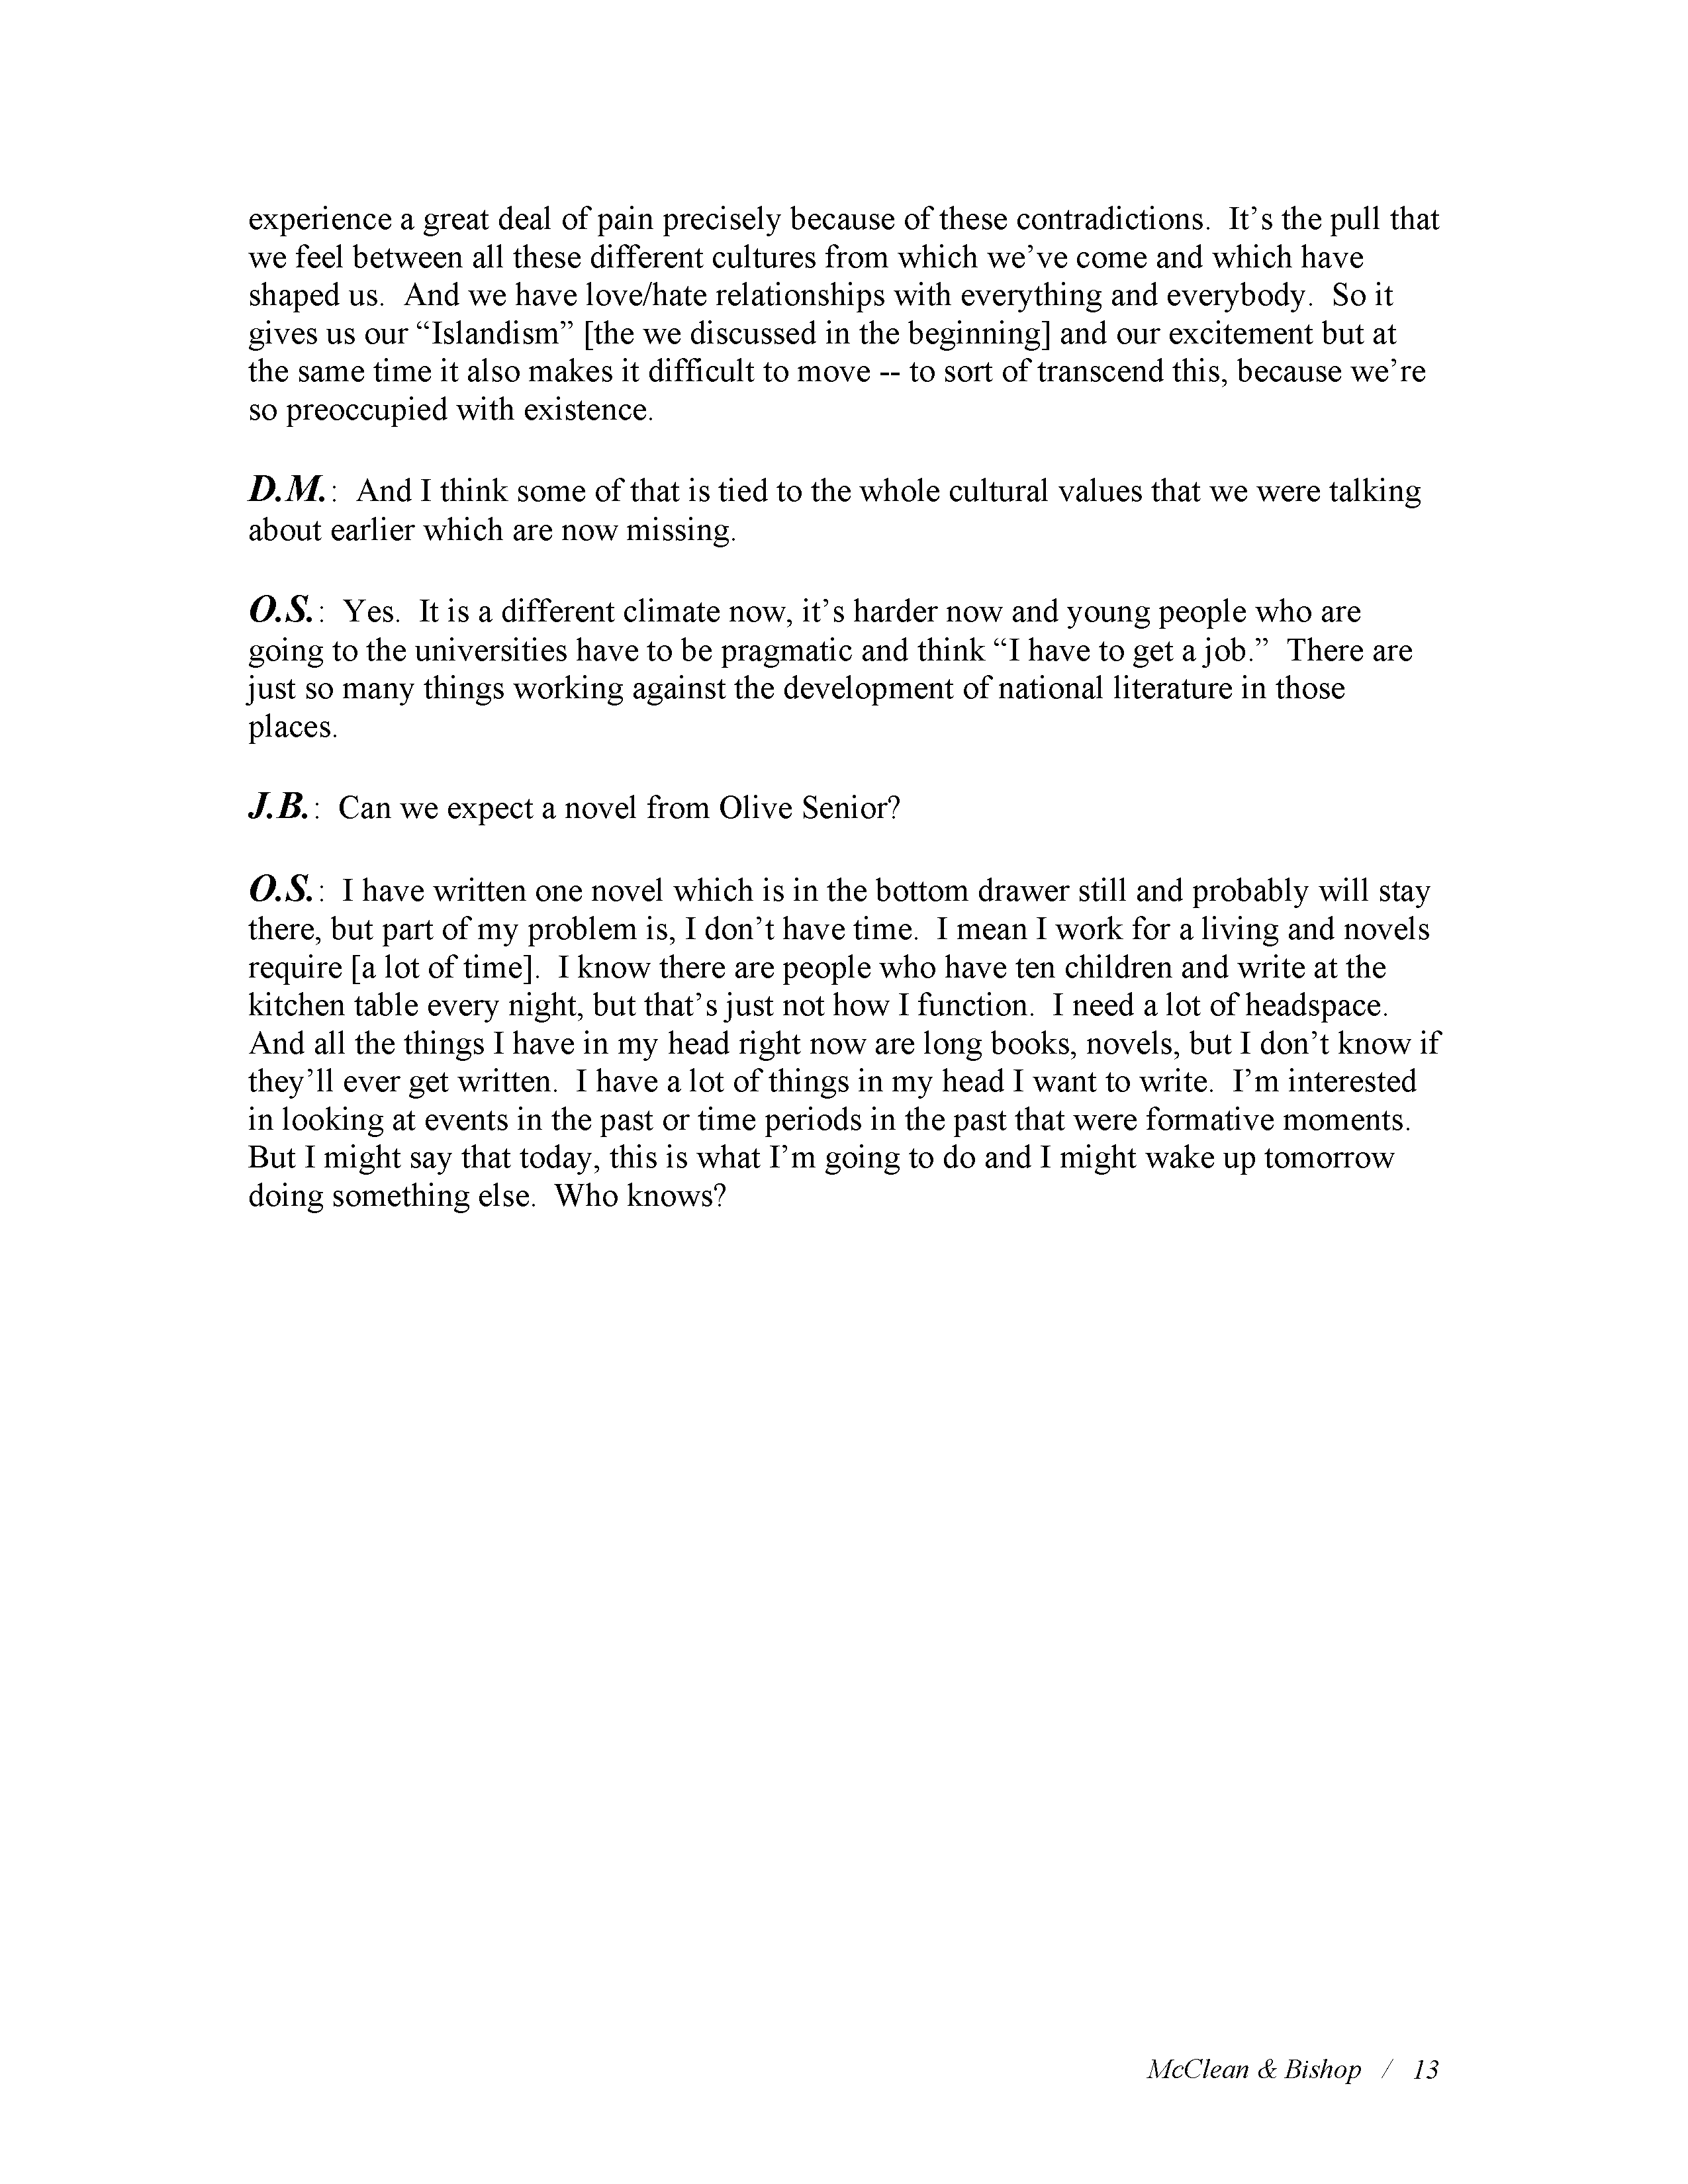 experience a great deal of pain precisely because of these contradictions.  It’s the pull that
we feel between all these different cultures from which we’ve come and which have
shaped us.  And we have love/hate relationships with everything and everybody.  So it
gives us our “Islandism” [the we discussed in the beginning] and our excitement but at
the same time it also makes it difficult to move -- to sort of transcend this, because we’re
so preoccupied with existence.
D.M.:  And I think some of that is tied to the whole cultural values that we were talking
about earlier which are now missing.
O.S.:  Yes.  It is a different climate now, it’s harder now and young people who are
going to the universities have to be pragmatic and think “I have to get a job.”  There are
just so many things working against the development of national literature in those
places.
J.B.:  Can we expect a novel from Olive Senior?
O.S.:  I have written one novel which is in the bottom drawer still and probably will stay
there, but part of my problem is, I don’t have time.  I mean I work for a living and novels
require [a lot of time].  I know there are people who have ten children and write at the
kitchen table every night, but that’s just not how I function.  I need a lot of headspace.
And all the things I have in my head right now are long books, novels, but I don’t know if
they’ll ever get written.  I have a lot of things in my head I want to write.  I’m interested
in looking at events in the past or time periods in the past that were formative moments.
But I might say that today, this is what I’m going to do and I might wake up tomorrow
doing something else.  Who knows?
McClean & Bishop / 13